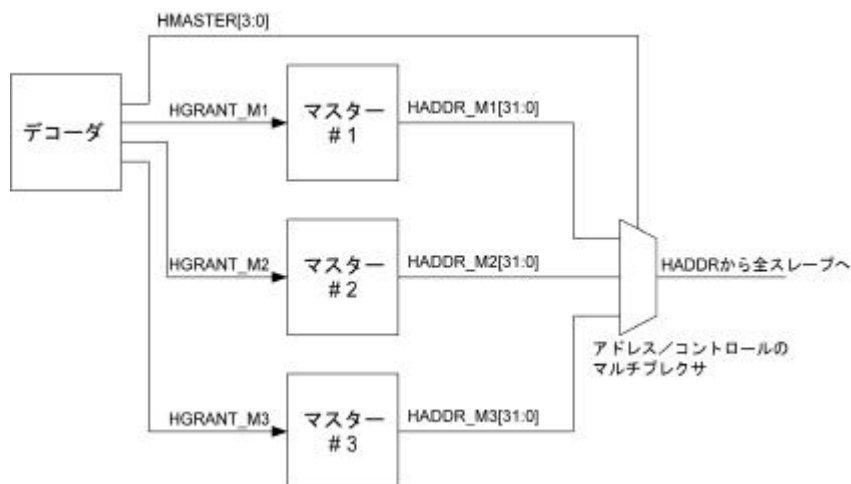 HMASTER[3:0]
デコーダ
HGRANT_M1
マスター
#1
HADDR_M1[31:0]
HGRANT_M2
マスター
#2
HADDR_M2[31:0]
HADDRから全スレーブへ
アドレス/コントロールの
マルチプレクサ
HGRANT_M3
マスター
#3
HADDR_M3[31:0]